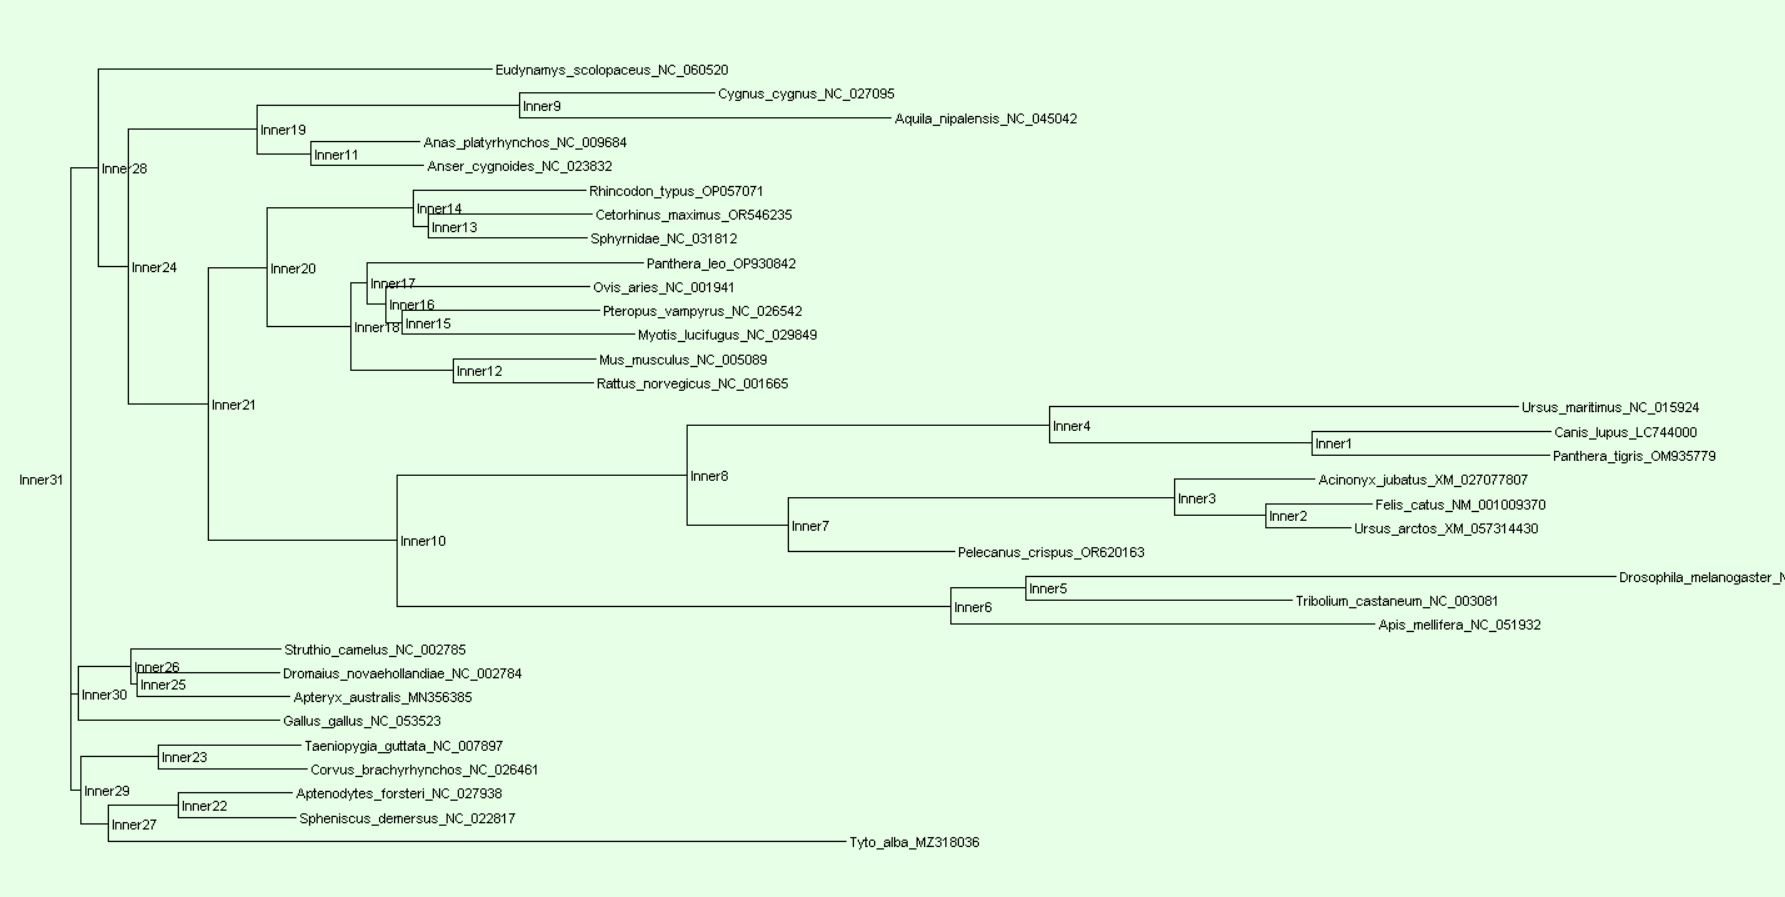 Eudynamys_scolopaceus_NC_060520
Cygnus_cygnus_NC_027095
Inner9
Aquila_nipalensis_NC_045042
Inner19
Anas_platyrhynchos_NC_009684
Inner11
Anser_cygnoides_NC_023832
Inner28
Rhincodon_typus_OP057071
Inner14
Cetorhinus_maximus_OR546235
Inner13
Sphyrnidae_NC_031812
Panthera_leo_OP930842
Inner24
Inner20
Inner17
Ovis_aries_NC_001941
Inner16
Pteropus_vampyrus_NC_026542
Inner18
Inner15
Myotis_lucifugus_NC_029849
Mus_musculus_NC_005089
Inner12
Rattus_norvegicus_NC_001665
Inner21
Ursus_maritimus_NC_015924
Inner4
Canis_lupus_LC744000
Inner1
Panthera_tigris_OM935779
Inner31
Inner8
Acinonyx_jubatus_XM_027077807
Inner3
Felis_catus_NM_001009370
Inner2
Inner7
Ursus_arctos_XM_057314430
Inner10
Pelecanus_crispus_OR620163
Drosophila_melanogaster_N
Inner5
Tribolium_castaneum_NC_003081
Inner6
Apis_mellifera_NC_051932
Struthio_camelus_NC_002785
Inner26
Dromaius_novaehollandiae_NC_002784
Inner25
Inner30
Apteryx_australis_MN356385
Gallus_gallus_NC_053523
Taeniopygia_guttata_NC_007897
Inner23
Corvus_brachyrhynchos_NC_026461
Inner29
Aptenodytes_forsteri_NC_027938
Inner22
Spheniscus_demersus_NC_022817
Inner27
Tyto_alba_MZ318036